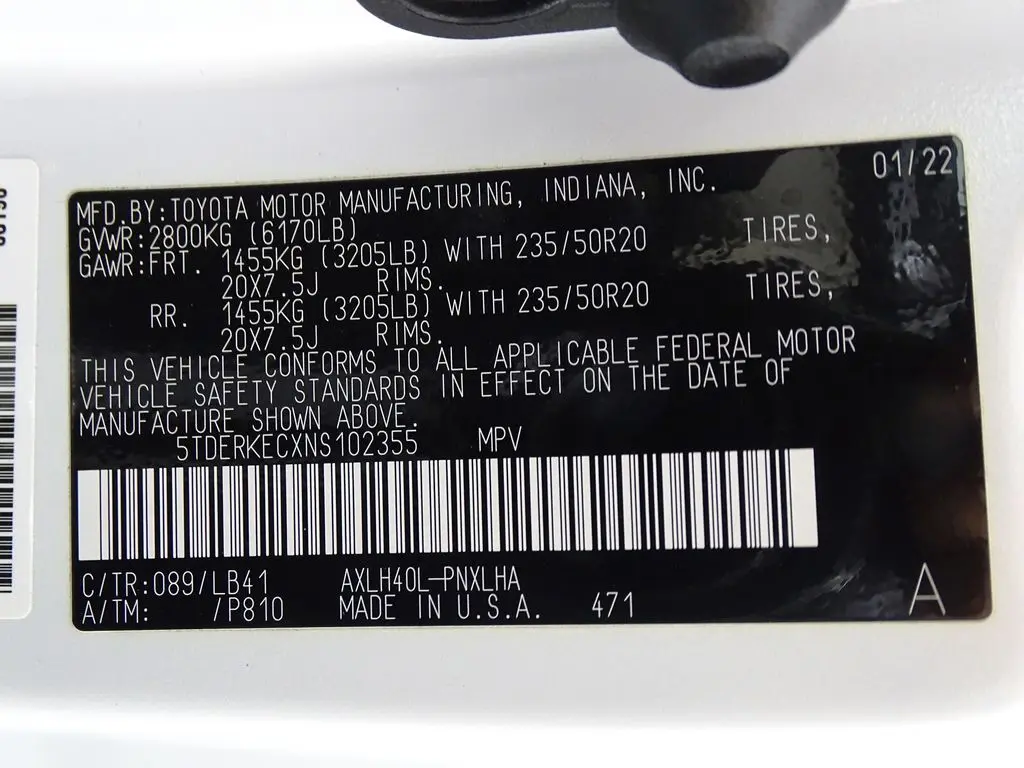 01/22
MFD.BY:TOYOTA MOTOR MANUFACTURING, INDIANA, INC.
GVWR:2800KG (6170LB)
GAWR:FRT. 1455KG (3205LB) WITH 235/50R20 TIRES,
20X7.5J RIMS.
RR. 1455KG (3205LB) WITH 235/50R20 TIRES,
20X7.5J RIMS.
THIS VEHICLE CONFORMS TO ALL APPLICABLE FEDERAL MOTOR
VEHICLE SAFETY STANDARDS IN EFFECT ON THE DATE OF
MANUFACTURE SHOWN ABOVE.
5TDERKECXNS102355 MPV
C/TR:089/LB41 AXLH40L-PNXLHA
A/TM: /P810 MADE IN U.S.A. 471
A